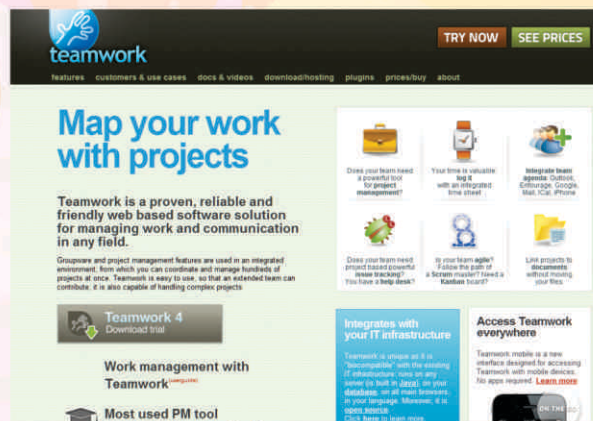 teamwork
TRY NOW
SEE PRICES
features customers & use cases docs & videos download/hosting plugins prices/buy about
Map your work
with projects
Teamwork is a proven, reliable and
friendly web based software solution
for managing work and communication
in any field.
Groupware and project management features are used in an integrated
environment, from which you can coordinate and manage hundreds of
projects at once. Teamwork is easy to use, so that an extended team can
contribute; it is also capable of handling complex projects
Teamwork 4
Download trial
Work management with
Teamwork(userguide)
Most used PM tool
Does your team need
a powerful tool
for project
management?
Your time is valuable
log it
with an integrated
time sheet .
Integrate team
agenda: Outlook,
Entourage, Google,
Mail, ICal, iPhone
Does your team need
project based powerful
issue tracking?
You have a help desk?
Is your team agile?
Follow the path of
a Scrum master? Need a
Kanban board?
Link projects to
documents
without moving
your files
Integrates with
your IT infrastructure
Teamwork is unique as it is
"biocompatible" with the existing
IT infrastructure: runs on any
server (is built in Java), on your
database, on all main browsers,
in your language. Moreover, it is
open source.
Click here to learn more
Access Teamwork
everywhere
Teamwork mobile is a new
interface designed for accessing
Teamwork with mobile devices.
No apps required. Learn more
ON THE GO